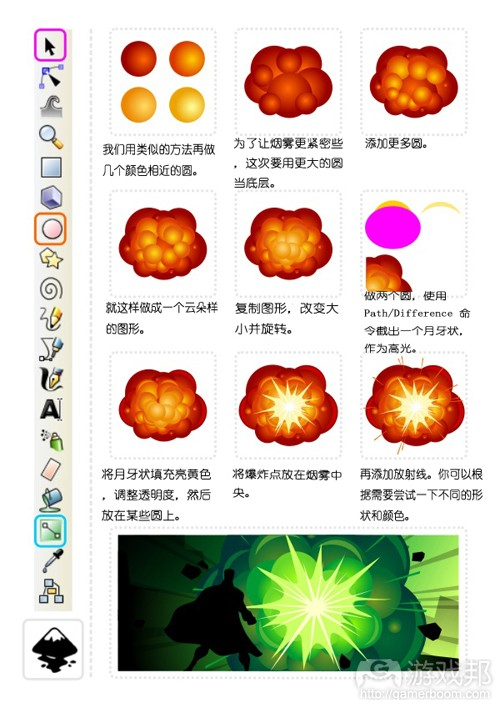 我们用类似的方法再做
几个颜色相近的圆。
为了让烟雾更紧密些
，这次要用更大的圆
当底层。
添加更多圆。
就这样做成一个云朵样
的图形。
复制图形，改变大
小并旋转。
做两个圆，使用
Path/Difference 命
令截出一个月牙状，
作为高光。
将月牙状填充亮黄色
，调整透明度，然后
放在某些圆上。
将爆炸点放在烟雾中
央。
再添加放射线。你可以根
据需要尝试一下不同的形
状和颜色。
游戏邦
http://gamerboom.com